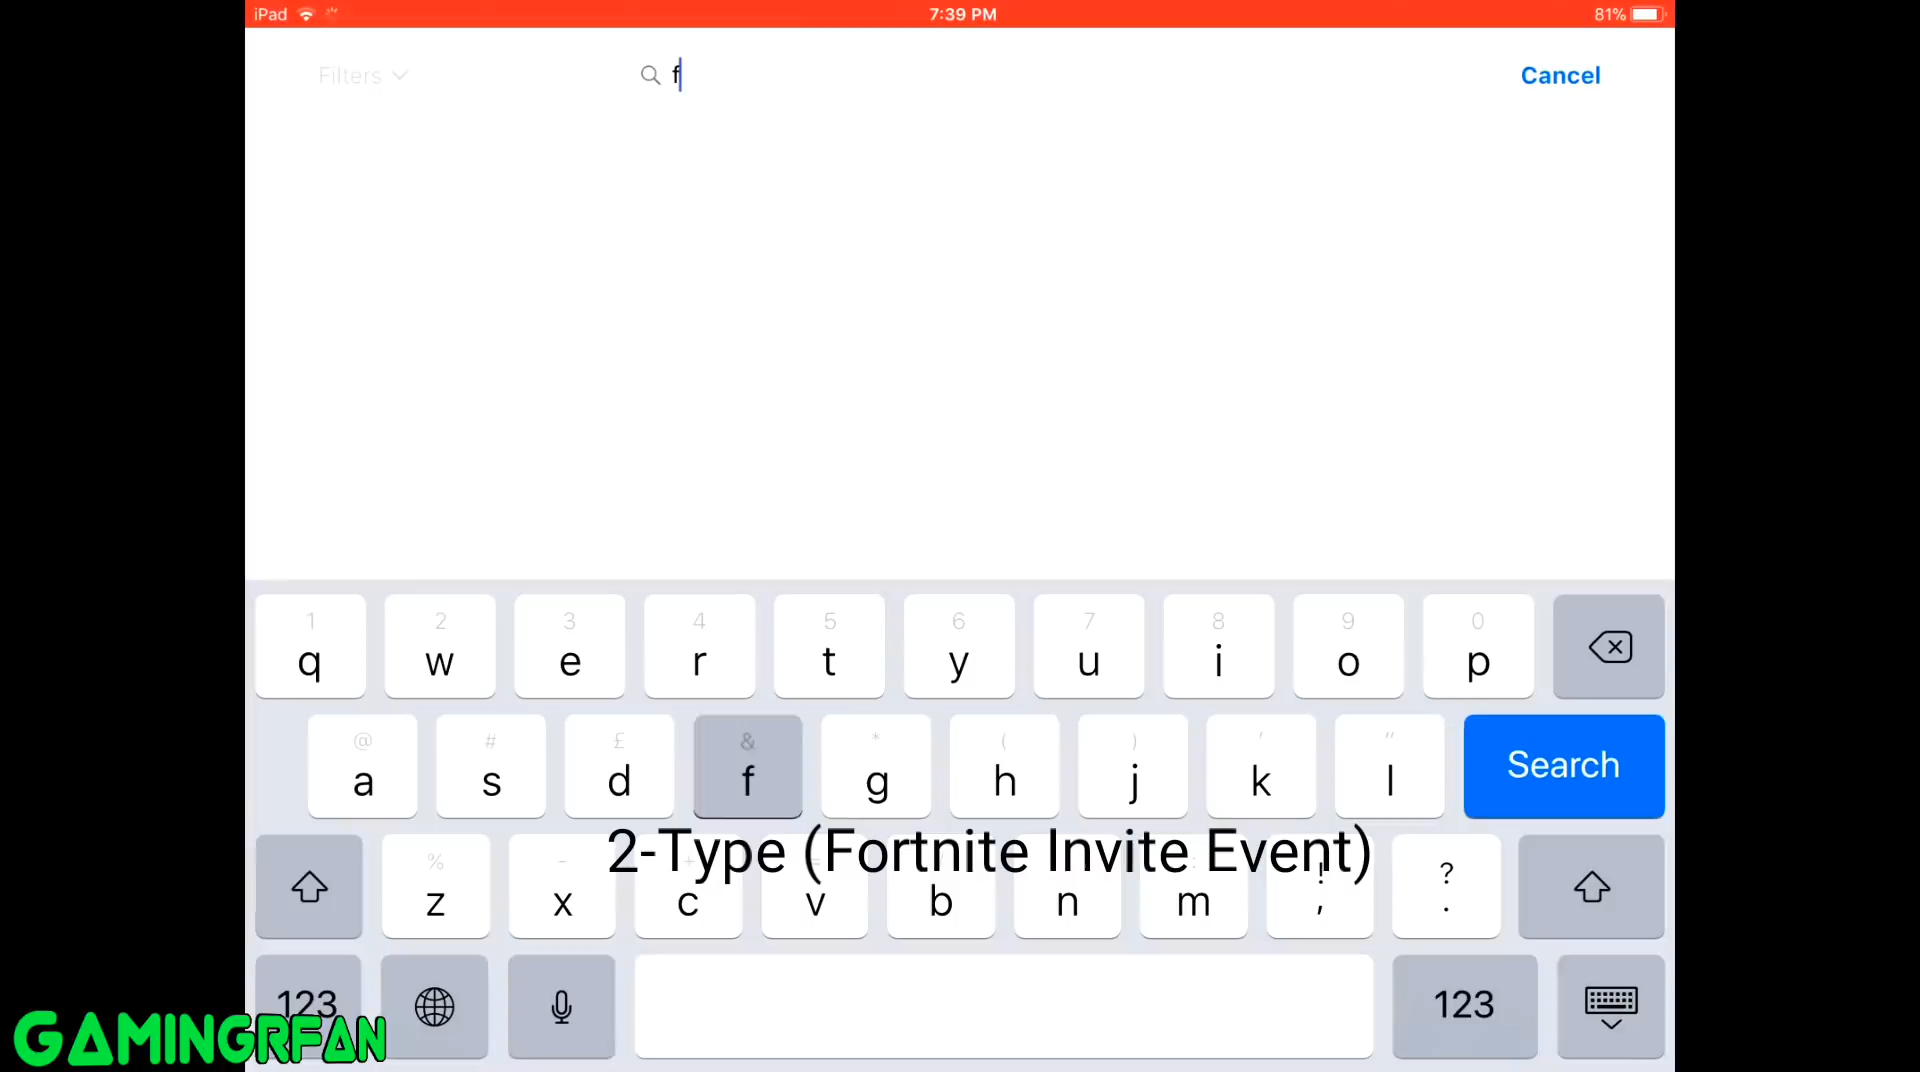 iPad 7:39 PM 81%
Filters f Cancel
1 2 3 4 5 6 7 8 9 0
q w e r t y u i o p
@ # £ & * ( ) ' "
a s d f g h j k l Search
2-Type (Fortnite Invite Event)
% - + = : ! ?
z x c v b n m , .
123 123
GAMINGRFAN